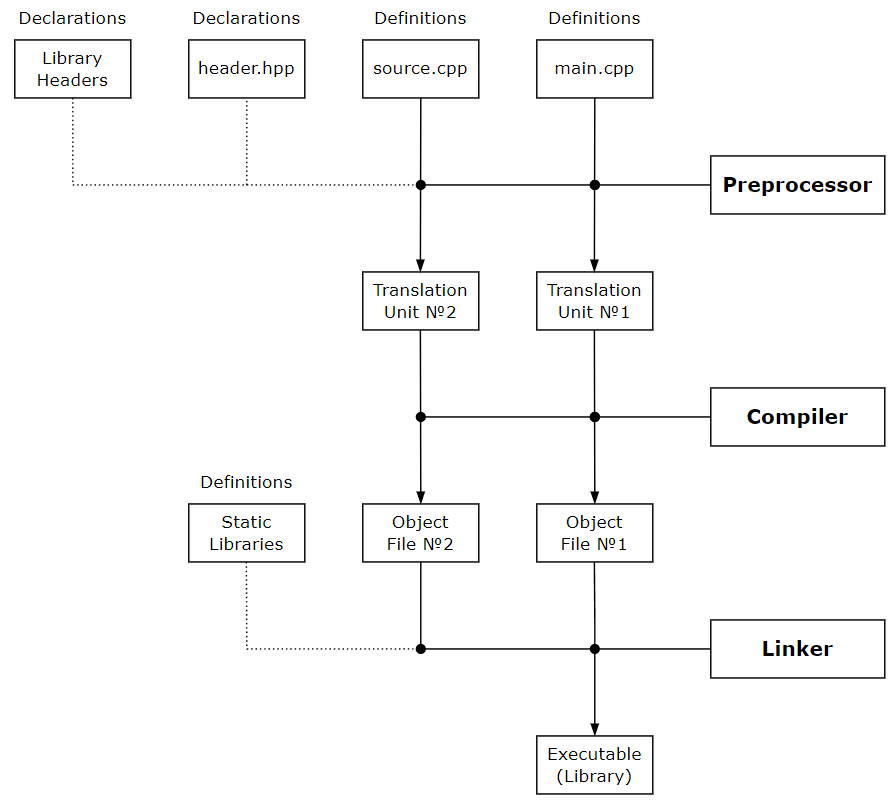 Declarations
Declarations
Definitions
Definitions
Library
Headers
header.hpp
source.cpp
main.cpp
Preprocessor
Translation
Unit №2
Translation
Unit №1
Compiler
Definitions
Static
Libraries
Object
File №2
Object
File №1
Linker
Executable
(Library)